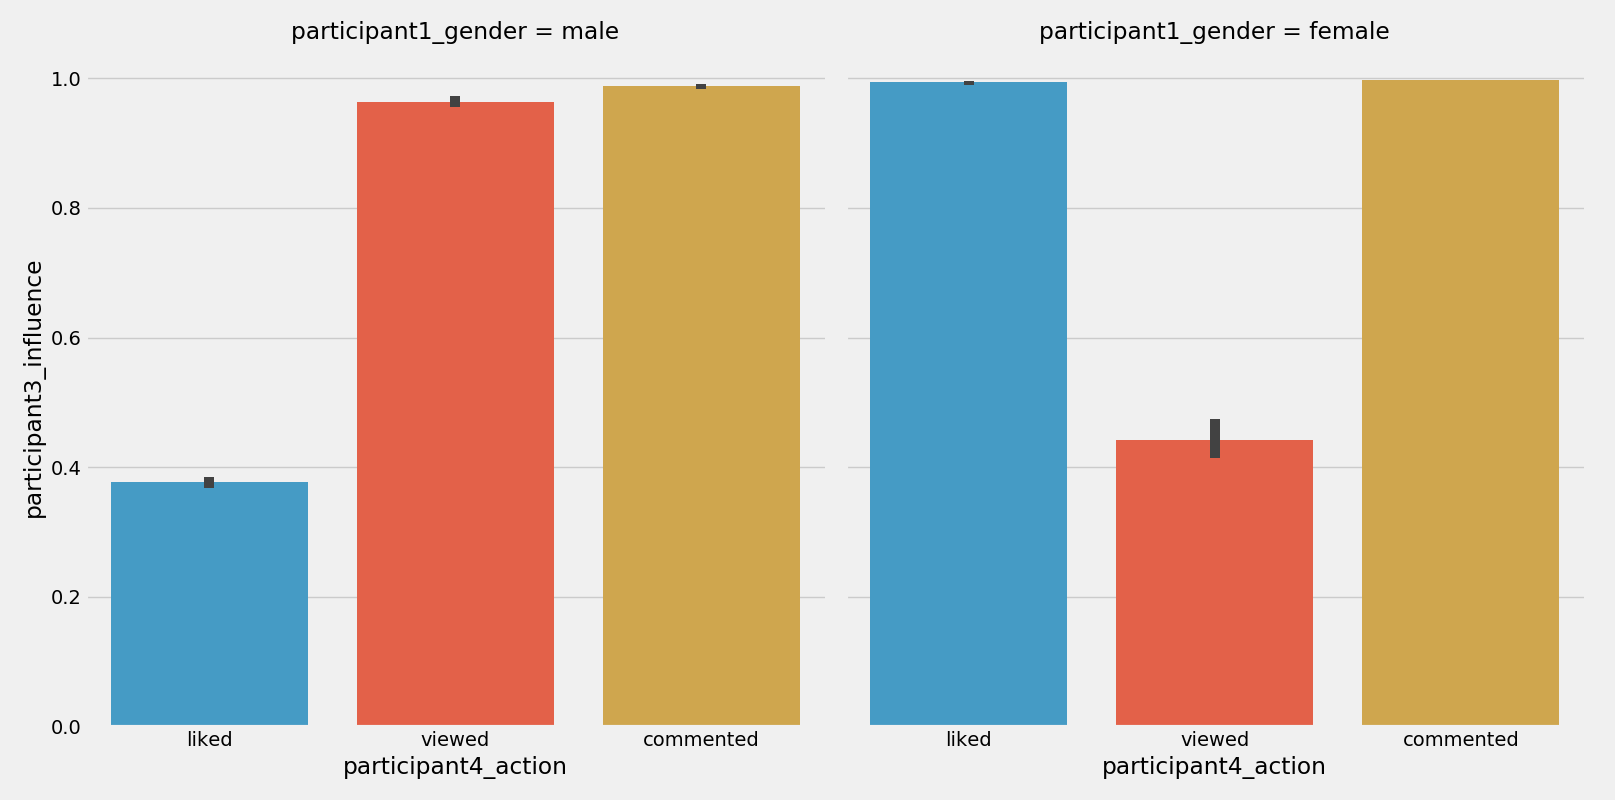 participant1_gender = male
participant1_gender = female
participant3_influence
1.0
0.8
0.6
0.4
0.2
0.0
liked viewed commented
liked viewed commented
participant4_action
participant4_action